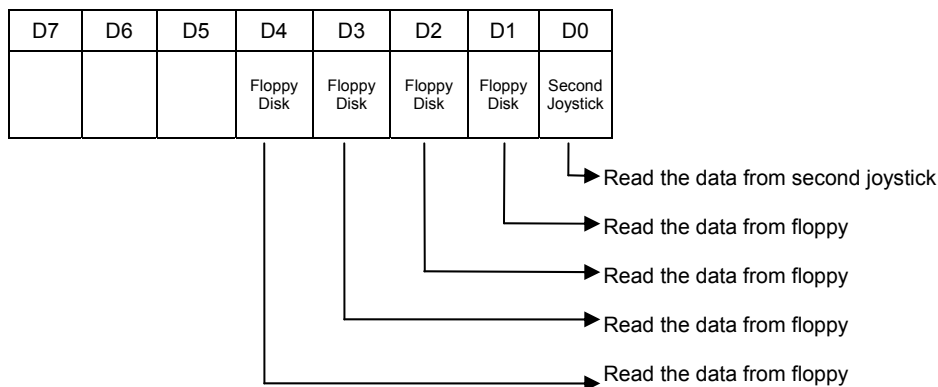 D7 D6 D5 D4 D3 D2 D1 D0
Floppy Disk Floppy Disk Floppy Disk Floppy Disk Second Joystick
Read the data from second joystick
Read the data from floppy
Read the data from floppy
Read the data from floppy
Read the data from floppy